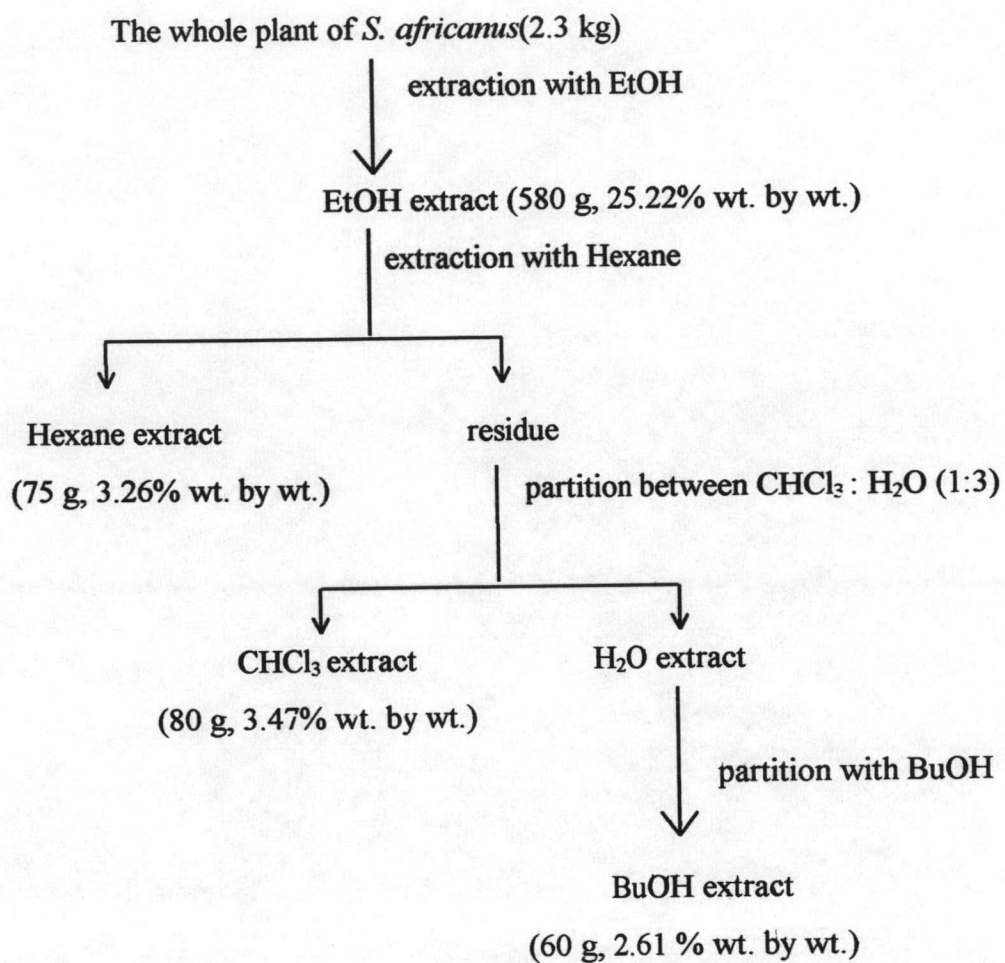 The whole plant of S. africanus(2.3 kg)
extraction with EtOH
EtOH extract (580 g, 25.22% wt. by wt.)
extraction with Hexane
Hexane extract
(75 g, 3.26% wt. by wt.)
residue
partition between CHCl₃ : H₂O (1:3)
CHCl₃ extract
(80 g, 3.47% wt. by wt.)
H₂O extract
partition with BuOH
BuOH extract
(60 g, 2.61 % wt. by wt.)